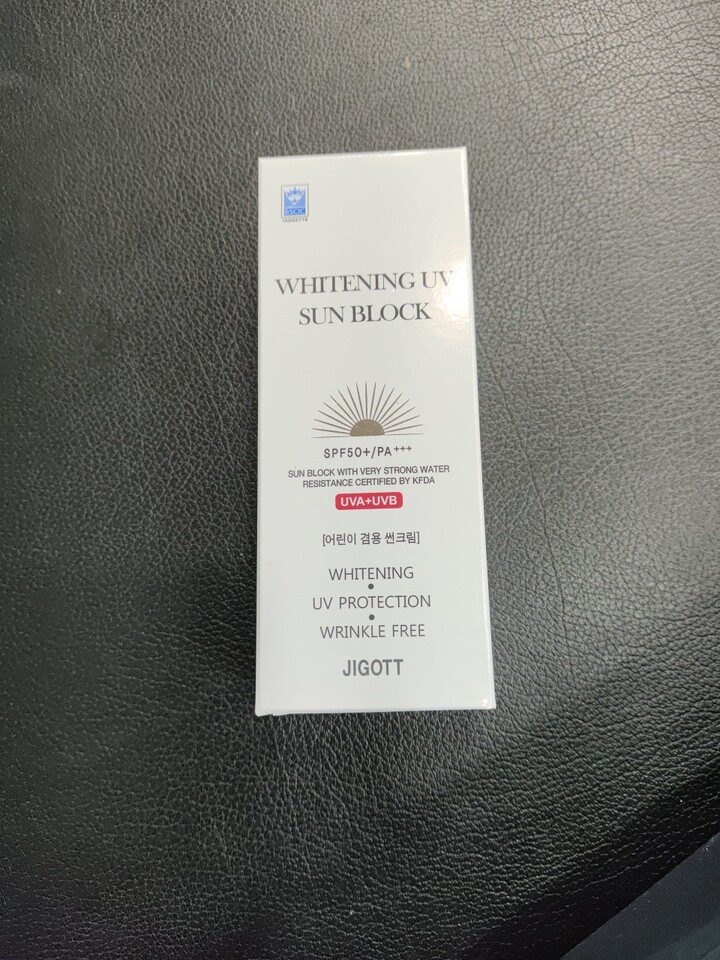 BSCIC
WHITENING UV
SUN BLOCK
SPF50+/PA+++
SUN BLOCK WITH VERY STRONG WATER
RESISTANCE CERTIFIED BY KFDA
UVA+UVB
[어린이 겸용 썬크림]
WHITENING
UV PROTECTION
WRINKLE FREE
JIGOTT